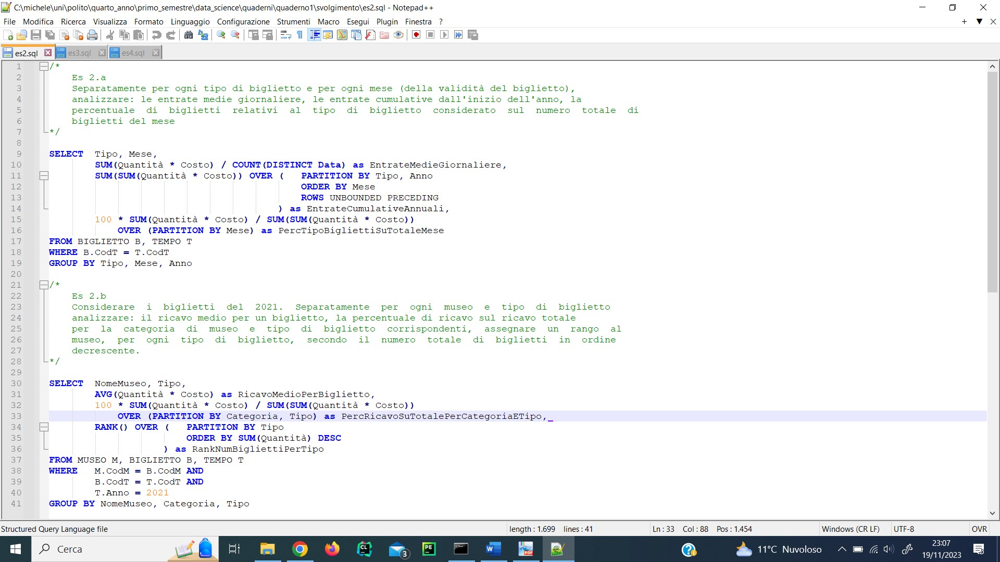 C:\michele\uni\polito\quarto_anno\primo_semestre\data_science\quaderni\quaderno1\svolgimento\es2.sql - Notepad++
File Modifica Ricerca Visualizza Formato Linguaggio Configurazione Strumenti Macro Esegui Plugin Finestra ?
es2.sql es3.sql es4.sql
1 /*
2 Es 2.a
3 Separatamente per ogni tipo di biglietto e per ogni mese (della validità del biglietto),
4 analizzare: le entrate medie giornaliere, le entrate cumulative dall'inizio dell'anno, la
5 percentuale di biglietti relativi al tipo di biglietto considerato sul numero totale di
6 biglietti del mese
7 */
8
9 SELECT Tipo, Mese,
10 SUM(Quantità * Costo) / COUNT(DISTINCT Data) as EntrateMedieGiornaliere,
11 SUM(SUM(Quantità * Costo)) OVER ( PARTITION BY Tipo, Anno
12 ORDER BY Mese
13 ROWS UNBOUNDED PRECEDING
14 ) as EntrateCumulativeAnnuali,
15 100 * SUM(Quantità * Costo) / SUM(SUM(Quantità * Costo))
16 OVER (PARTITION BY Mese) as PercTipoBigliettiSuTotaleMese
17 FROM BIGLIETTO B, TEMPO T
18 WHERE B.CodT = T.CodT
19 GROUP BY Tipo, Mese, Anno
20
21 /*
22 Es 2.b
23 Considerare i biglietti del 2021. Separatamente per ogni museo e tipo di biglietto
24 analizzare: il ricavo medio per un biglietto, la percentuale di ricavo sul ricavo totale
25 per la categoria di museo e tipo di biglietto corrispondenti, assegnare un rango al
26 museo, per ogni tipo di biglietto, secondo il numero totale di biglietti in ordine
27 decrescente.
28 */
29
30 SELECT NomeMuseo, Tipo,
31 AVG(Quantità * Costo) as RicavoMedioPerBiglietto,
32 100 * SUM(Quantità * Costo) / SUM(SUM(Quantità * Costo))
33 OVER (PARTITION BY Categoria, Tipo) as PercRicavoSuTotalePerCategoriaETipo,
34 RANK() OVER ( PARTITION BY Tipo
35 ORDER BY SUM(Quantità) DESC
36 ) as RankNumBigliettiPerTipo
37 FROM MUSEO M, BIGLIETTO B, TEMPO T
38 WHERE M.CodM = B.CodM AND
39 B.CodT = T.CodT AND
40 T.Anno = 2021
41 GROUP BY NomeMuseo, Categoria, Tipo
Structured Query Language file length : 1.699 lines : 41 Ln : 33 Col : 88 Pos : 1.454 Windows (CR LF) UTF-8 OVR
Cerca CL 3 PE W PDF 11°C Nuvoloso 23:07
19/11/2023